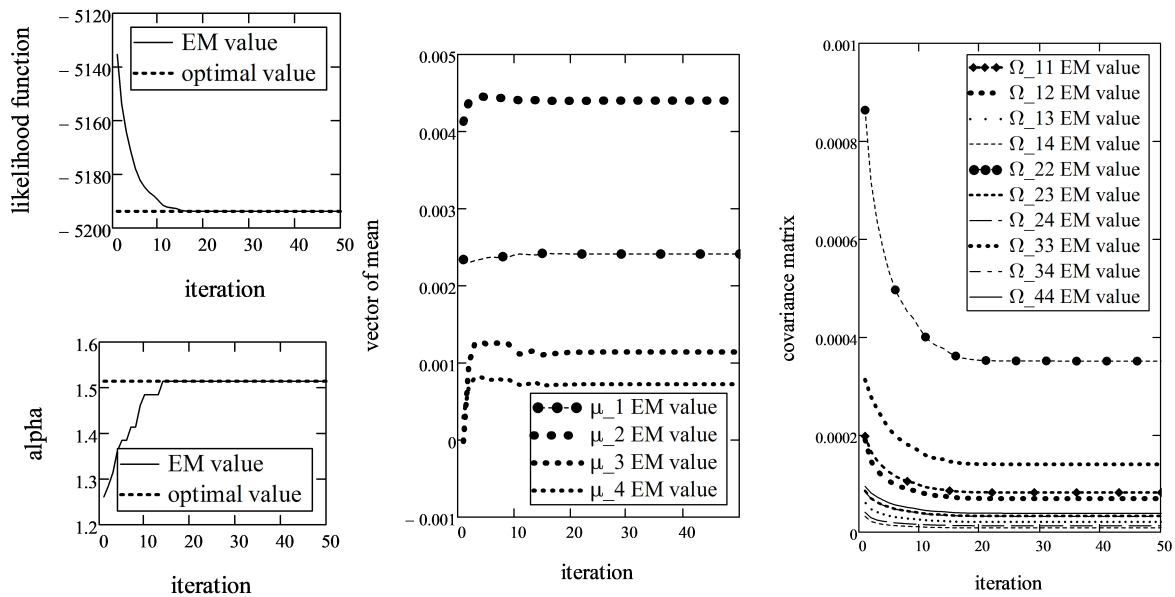 − 5120
− 5140
− 5160
− 5180
− 5200
likelihood function
EM value
optimal value
0 10 20 30 40 50
iteration
1.6
1.5
1.4
1.3
1.2
alpha
EM value
optimal value
0 10 20 30 40 50
iteration
0.005
0.004
0.003
0.002
0.001
0
− 0.001
vector of mean
μ_1 EM value
μ_2 EM value
μ_3 EM value
μ_4 EM value
0 10 20 30 40
iteration
0.001
0.0008
0.0006
0.0004
0.0002
0
covariance matrix
Ω_11 EM value
Ω_12 EM value
Ω_13 EM value
Ω_14 EM value
Ω_22 EM value
Ω_23 EM value
Ω_24 EM value
Ω_33 EM value
Ω_34 EM value
Ω_44 EM value
0 10 20 30 40 50
iteration